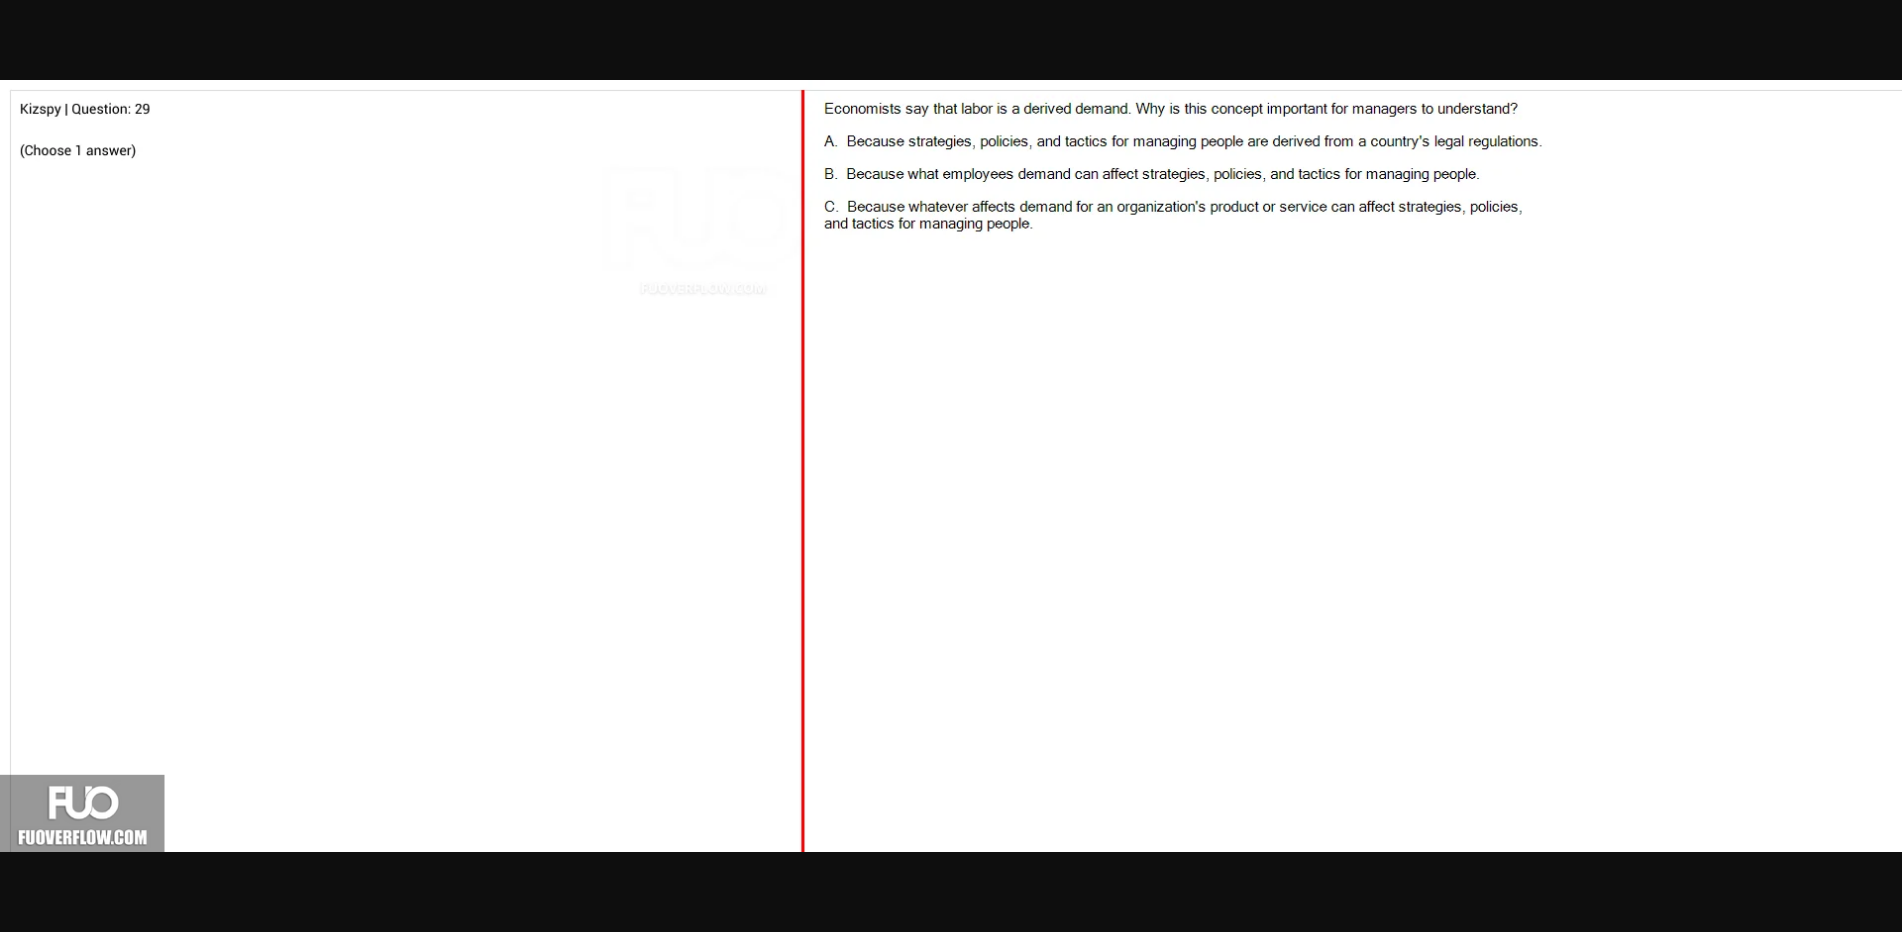 Kizspy | Question: 29
(Choose 1 answer)
Economists say that labor is a derived demand. Why is this concept important for managers to understand?
A. Because strategies, policies, and tactics for managing people are derived from a country's legal regulations.
B. Because what employees demand can affect strategies, policies, and tactics for managing people.
C. Because whatever affects demand for an organization's product or service can affect strategies, policies,
and tactics for managing people.
FUO
FUOVERFLOW.COM
FUO
FUOVERFLOW.COM